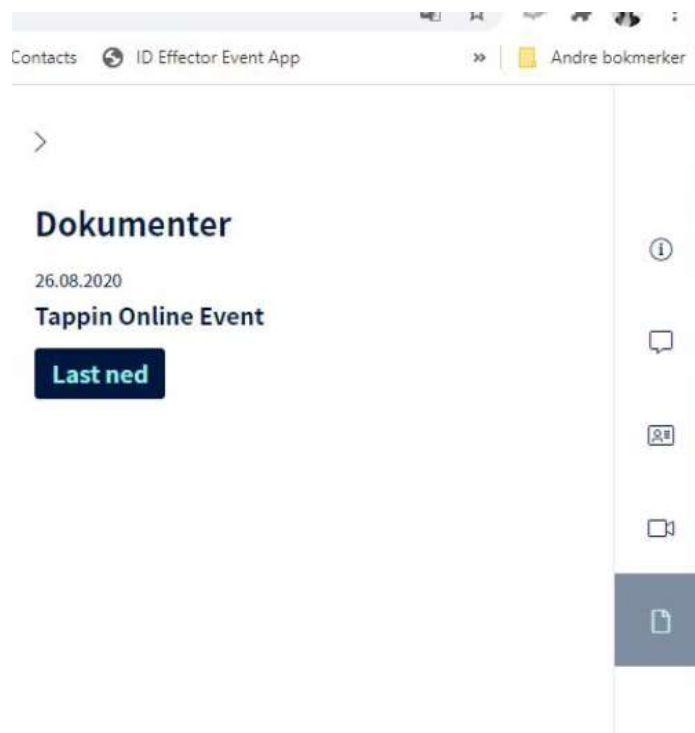 Contacts ID Effector Event App » Andre bokmerker
Dokumenter
26.08.2020
Tappin Online Event
Last ned